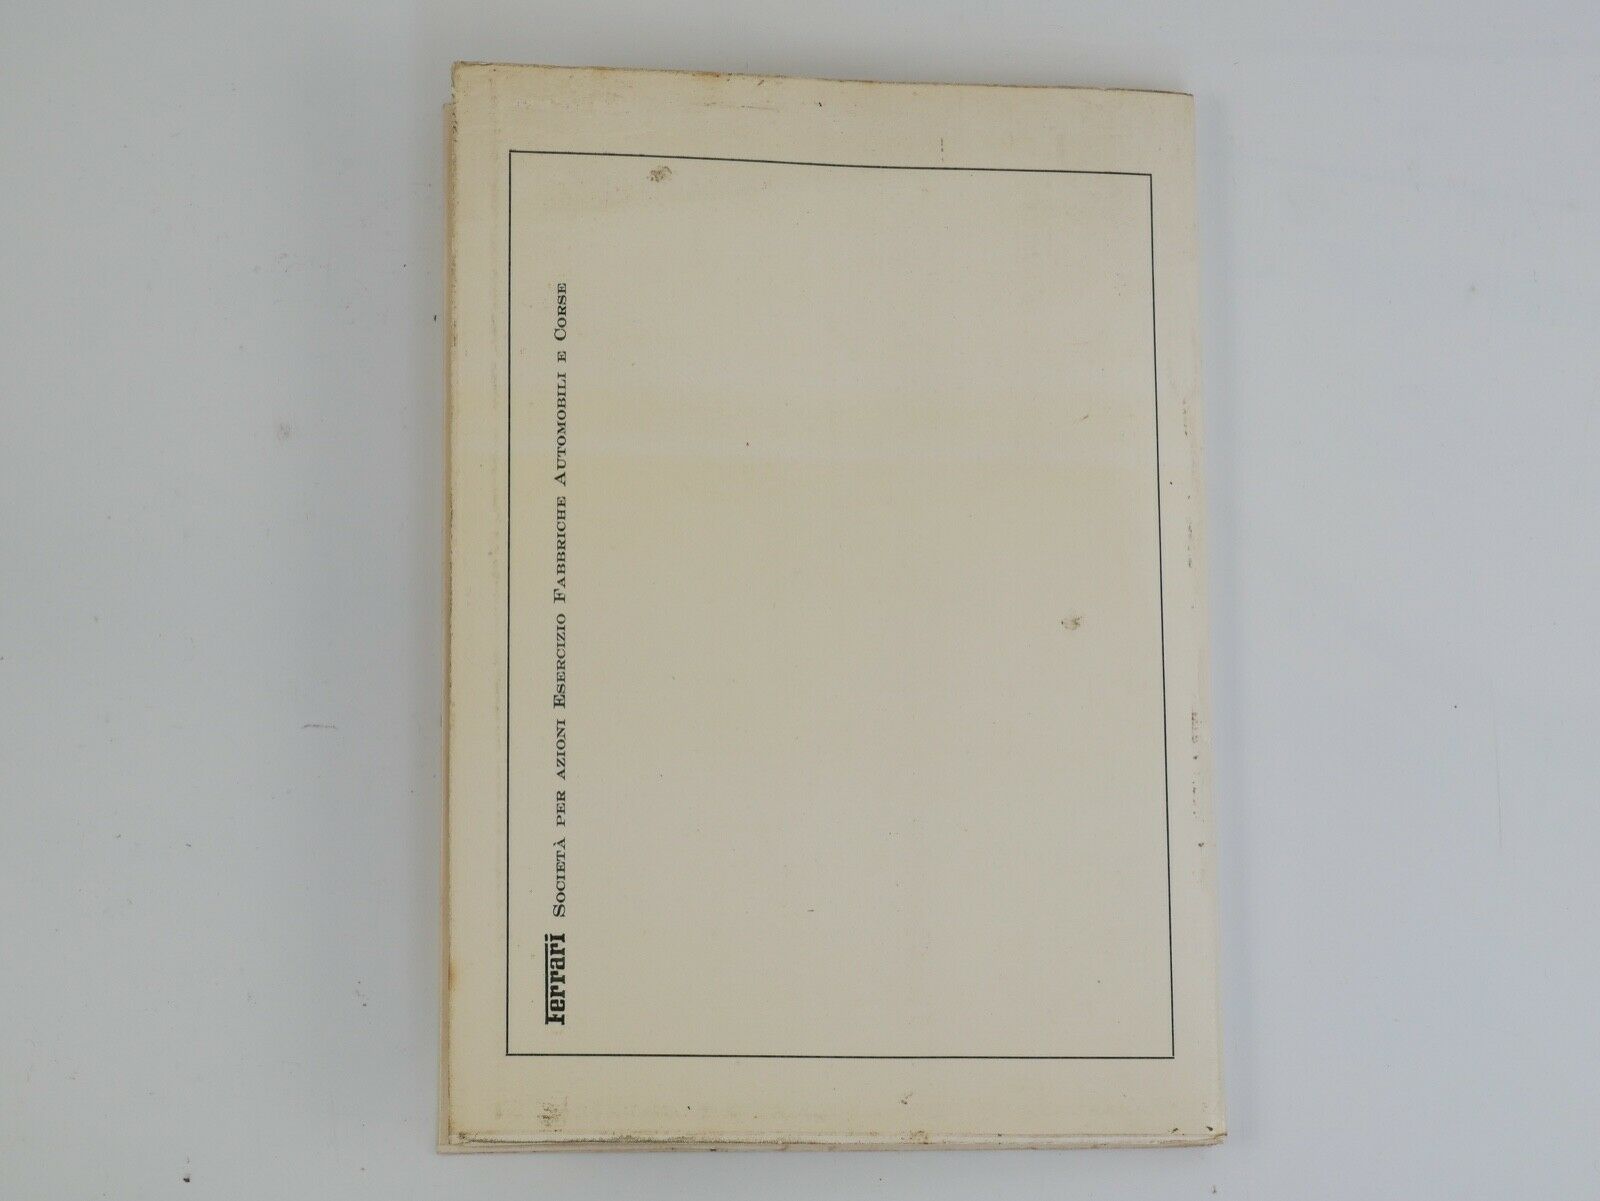 Ferrari Società per azioni Esercizio Fabbriche Automobili e Corse